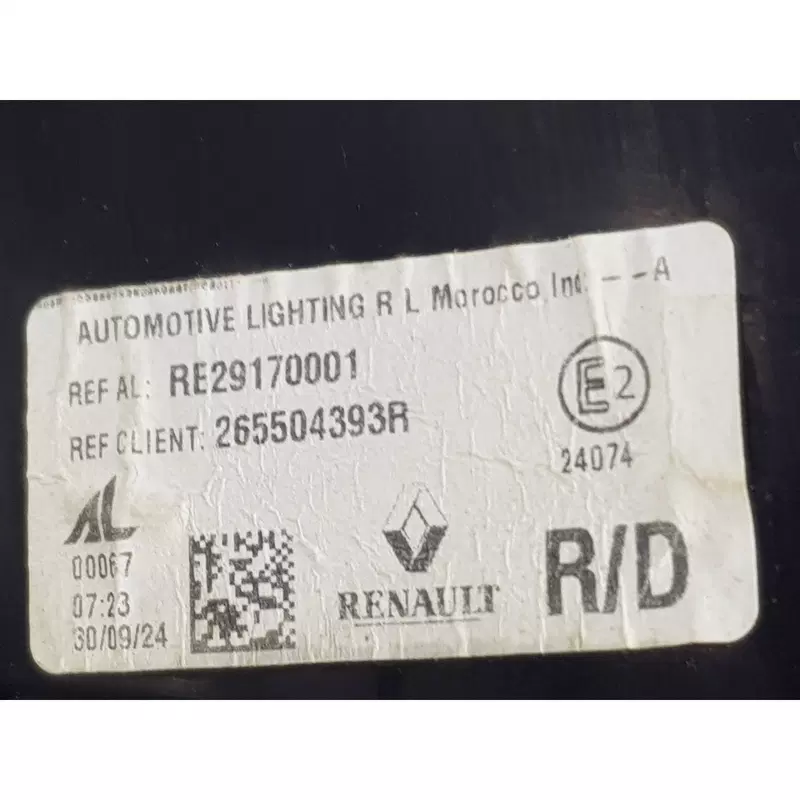 AUTOMOTIVE LIGHTING R L Morocco Ind: --A
REF AL: RE29170001
REF CLIENT: 265504393R
E2
24074
AL
00067
07:23
30/09/24
RENAULT
R/D